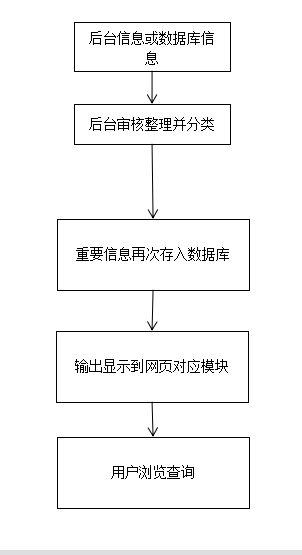 后台信息或数据库信
息
后台审核整理并分类
重要信息再次存入数据库
输出显示到网页对应模块
用户浏览查询